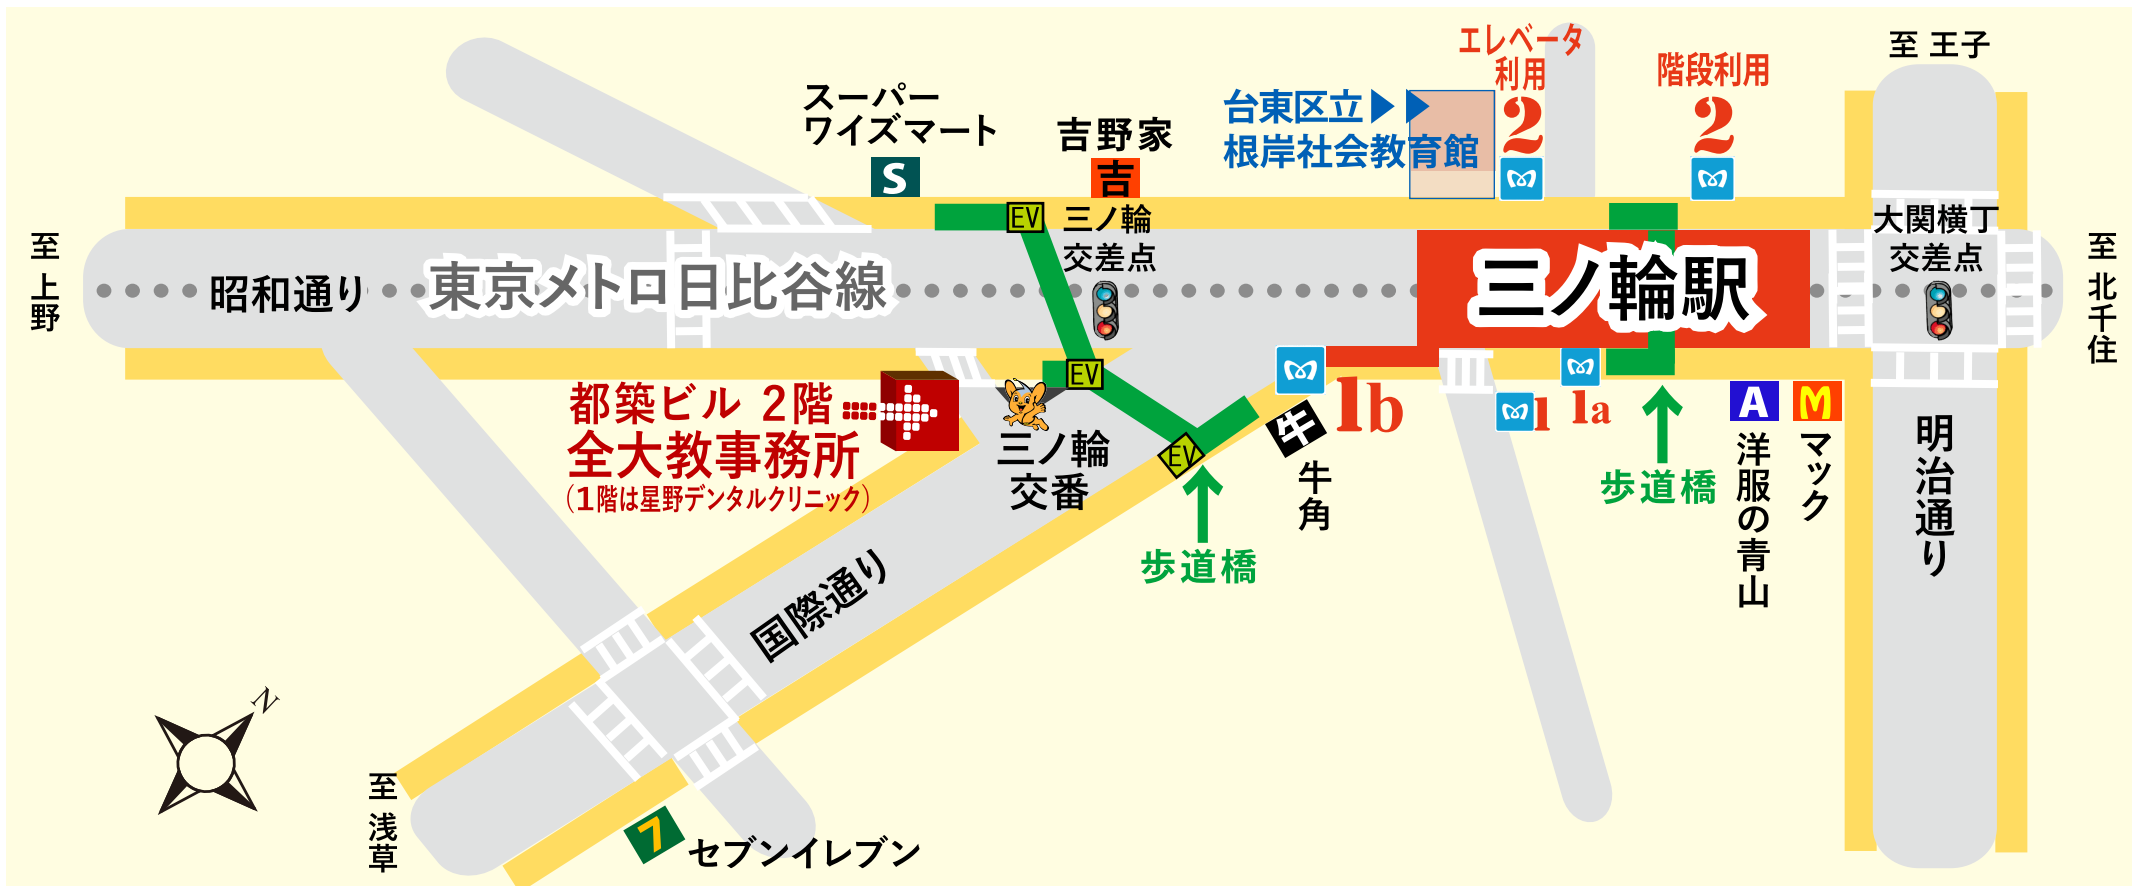 エレベータ
利用
2
階段利用
2
至 王子
スーパー
ワイズマート
S
吉野家
吉
台東区立
根岸社会教育館
EV
三ノ輪
交差点
大関横丁
交差点
至 上野
昭和通り
東京メトロ日比谷線
三ノ輪駅
至 北千住
EV
都築ビル 2階
全大教事務所
(1階は星野デンタルクリニック)
三ノ輪
交番
EV
牛
牛角
1b
1
1a
A
洋服の青山
M
マック
歩道橋
歩道橋
明治通り
国際通り
N
至 浅草
7
セブンイレブン